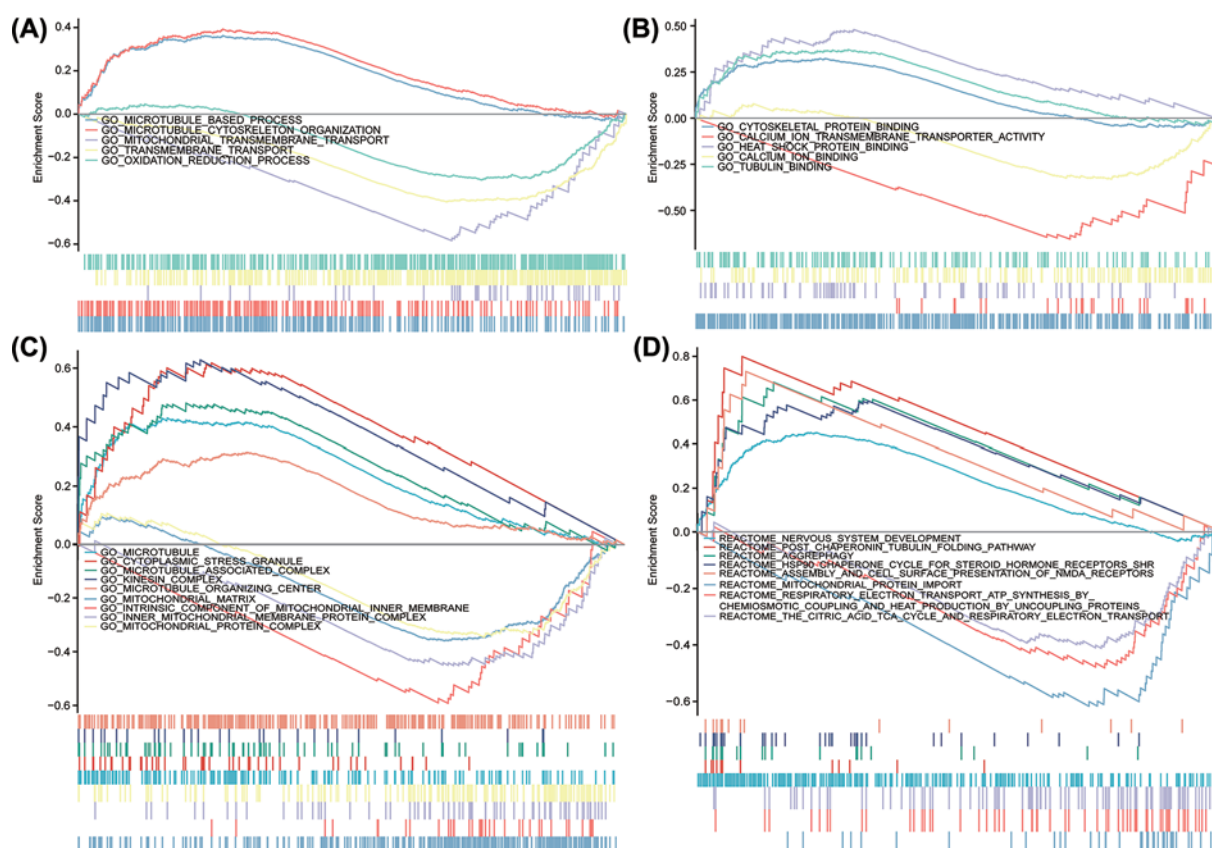 (A)
0.4
0.2
0.0
-0.2
-0.4
-0.6
Enrichment Score
GO_MICROTUBULE_BASED_PROCESS
GO_MICROTUBULE_CYTOSKELETON_ORGANIZATION
GO_MITOCHONDRIAL_TRANSMEMBRANE_TRANSPORT
GO_TRANSMEMBRANE_TRANSPORT
GO_OXIDATION_REDUCTION_PROCESS
(B)
0.50
0.25
0.00
-0.25
-0.50
Enrichment Score
GO_CYTOSKELETAL_PROTEIN_BINDING
GO_CALCIUM_ION_TRANSMEMBRANE_TRANSPORTER_ACTIVITY
GO_HEAT_SHOCK_PROTEIN_BINDING
GO_CALCIUM_ION_BINDING
GO_TUBULIN_BINDING
(C)
0.6
0.4
0.2
0.0
-0.2
-0.4
-0.6
Enrichment Score
GO_MICROTUBULE
GO_CYTOPLASMIC_STRESS_GRANULE
GO_MICROTUBULE_ASSOCIATED_COMPLEX
GO_KINESIN_COMPLEX
GO_MICROTUBULE_ORGANIZING_CENTER
GO_MITOCHONDRIAL_MATRIX
GO_INTRINSIC_COMPONENT_OF_MITOCHONDRIAL_INNER_MEMBRANE
GO_INNER_MITOCHONDRIAL_MEMBRANE_PROTEIN_COMPLEX
GO_MITOCHONDRIAL_PROTEIN_COMPLEX
(D)
0.8
0.6
0.4
0.2
0.0
-0.2
-0.4
-0.6
Enrichment Score
REACTOME_NERVOUS_SYSTEM_DEVELOPMENT
REACTOME_POST_CHAPERONIN_TUBULIN_FOLDING_PATHWAY
REACTOME_AGGREPHAGY
REACTOME_HSP90_CHAPERONE_CYCLE_FOR_STEROID_HORMONE_RECEPTORS_SHR
REACTOME_ASSEMBLY_AND_CELL_SURFACE_PRESENTATION_OF_NMDA_RECEPTORS
REACTOME_MITOCHONDRIAL_PROTEIN_IMPORT
REACTOME_RESPIRATORY_ELECTRON_TRANSPORT_ATP_SYNTHESIS_BY_
CHEMIOSMOTIC_COUPLING_AND_HEAT_PRODUCTION_BY_UNCOUPLING_PROTEINS_
REACTOME_THE_CITRIC_ACID_TCA_CYCLE_AND_RESPIRATORY_ELECTRON_TRANSPORT